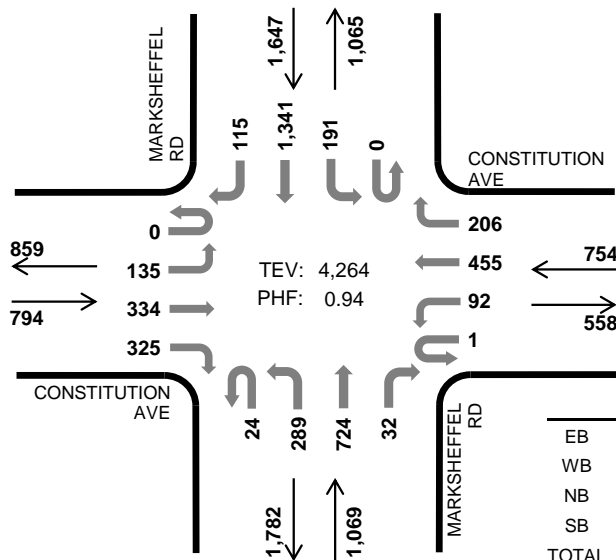 1,647
1,065
MARKSHEFFEL
RD
115
1,341
191
0
CONSTITUTION
AVE
0
206
859
135
TEV: 4,264
455
754
334
PHF: 0.94
92
794
558
325
1
CONSTITUTION
AVE
24
289
724
32
MARKSHEFFEL
RD
EB
WB
NB
SB
TOTAL
1,782
1,069